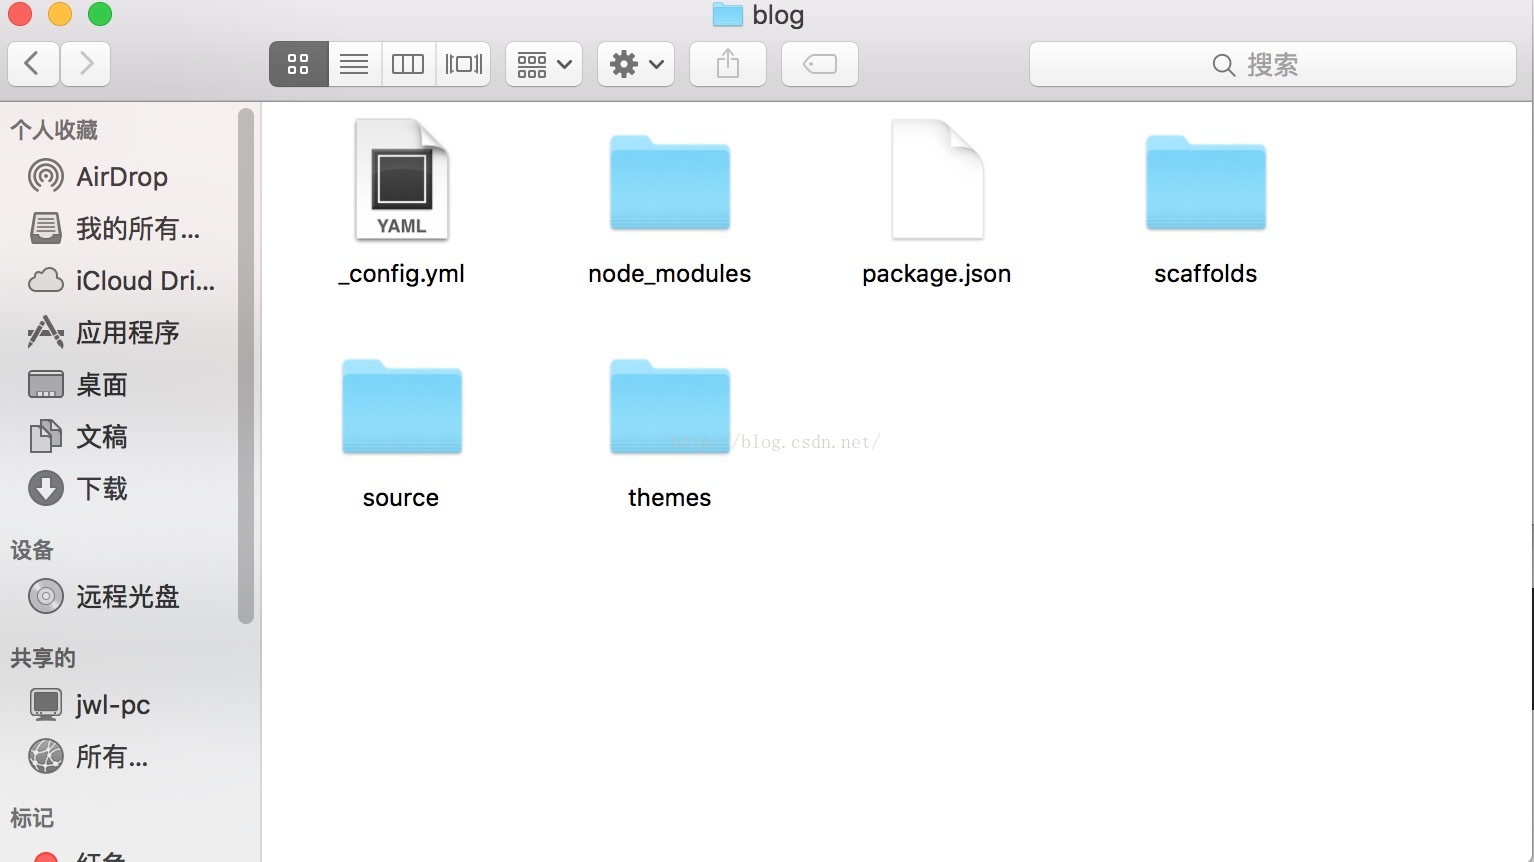 blog
搜索
个人收藏
AirDrop
我的所有...
iCloud Dri...
应用程序
桌面
文稿
下载
设备
远程光盘
共享的
jwl-pc
所有...
标记
红色
YAML
_config.yml
node_modules
package.json
scaffolds
source
themes
http://blog.csdn.net/